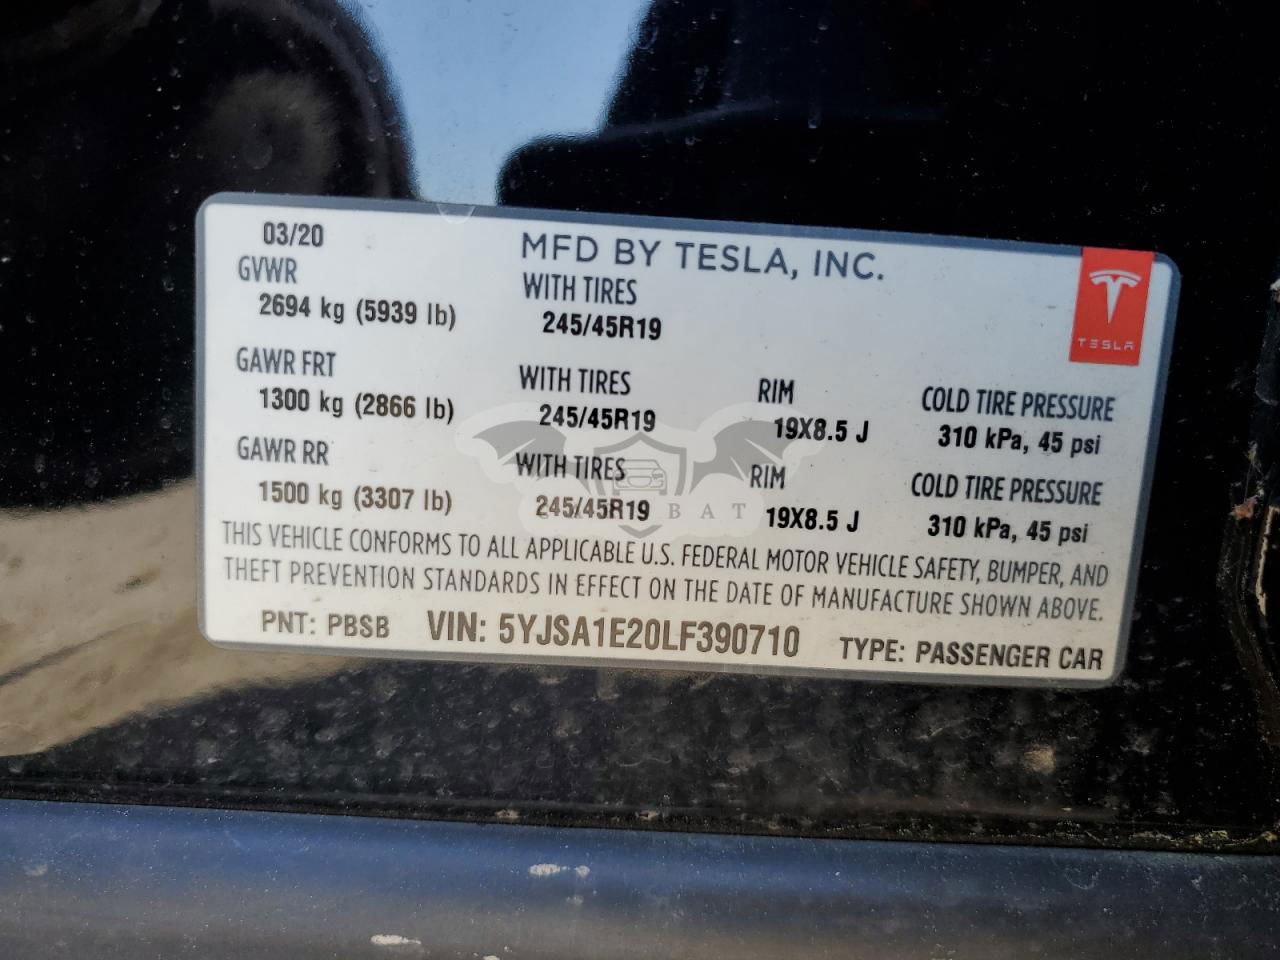 03/20 MFD BY TESLA, INC.
GVWR WITH TIRES
2694 kg (5939 lb) 245/45R19
TESLA
GAWR FRT WITH TIRES RIM COLD TIRE PRESSURE
1300 kg (2866 lb) 245/45R19 19X8.5 J 310 kPa, 45 psi
GAWR RR WITH TIRES RIM COLD TIRE PRESSURE
1500 kg (3307 lb) 245/45R19 19X8.5 J 310 kPa, 45 psi
THIS VEHICLE CONFORMS TO ALL APPLICABLE U.S. FEDERAL MOTOR VEHICLE SAFETY, BUMPER, AND
THEFT PREVENTION STANDARDS IN EFFECT ON THE DATE OF MANUFACTURE SHOWN ABOVE.
PNT: PBSB VIN: 5YJSA1E20LF390710 TYPE: PASSENGER CAR